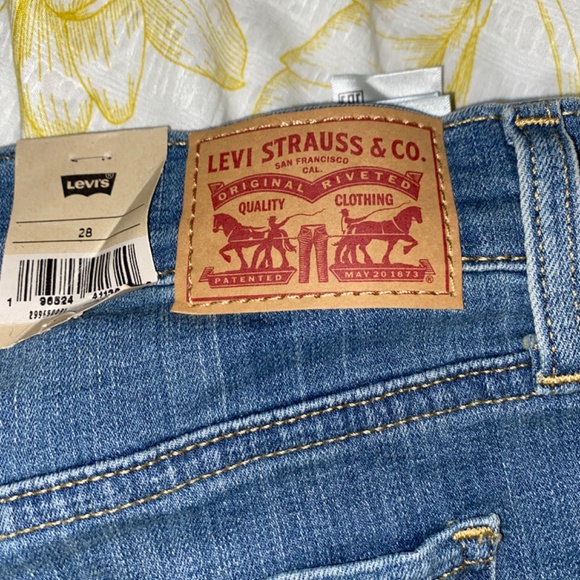 LEVI STRAUSS & CO.
SAN FRANCISCO
CAL.
ORIGINAL RIVETED
QUALITY CLOTHING
PATENTED MAY 20 1873 ®
LEVI'S®
28
1 96524